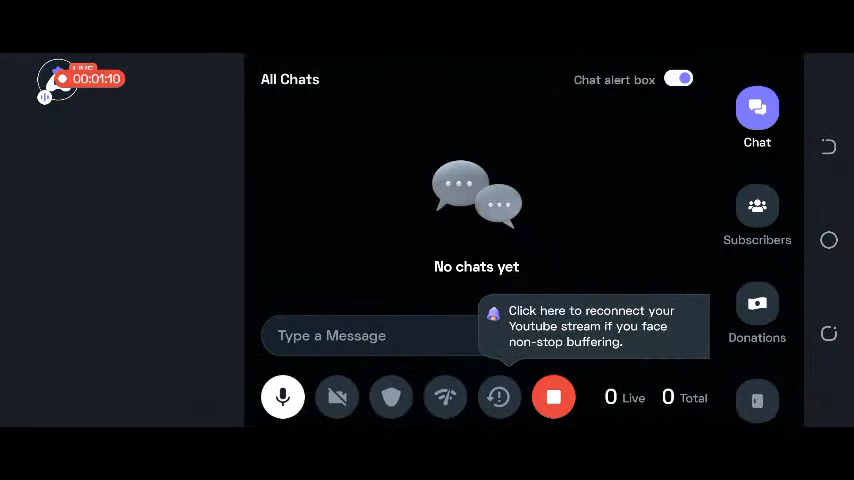 LIVE
00:01:10
All Chats
Chat alert box
Chat
No chats yet
Subscribers
Click here to reconnect your
Youtube stream if you face
non-stop buffering.
Type a Message
Donations
0 Live 0 Total